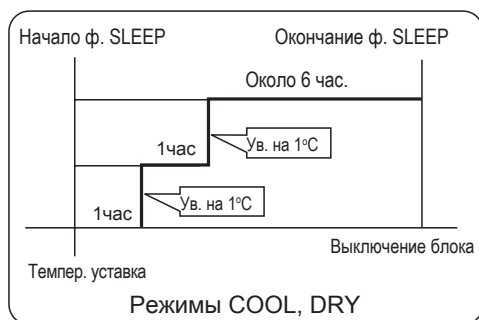 Начало ф. SLEEP
Окончание ф. SLEEP
Около 6 час.
1час
Ув. на 1°C
1час
Ув. на 1°C
Выключение блока
Темпер. уставка
Режимы COOL, DRY